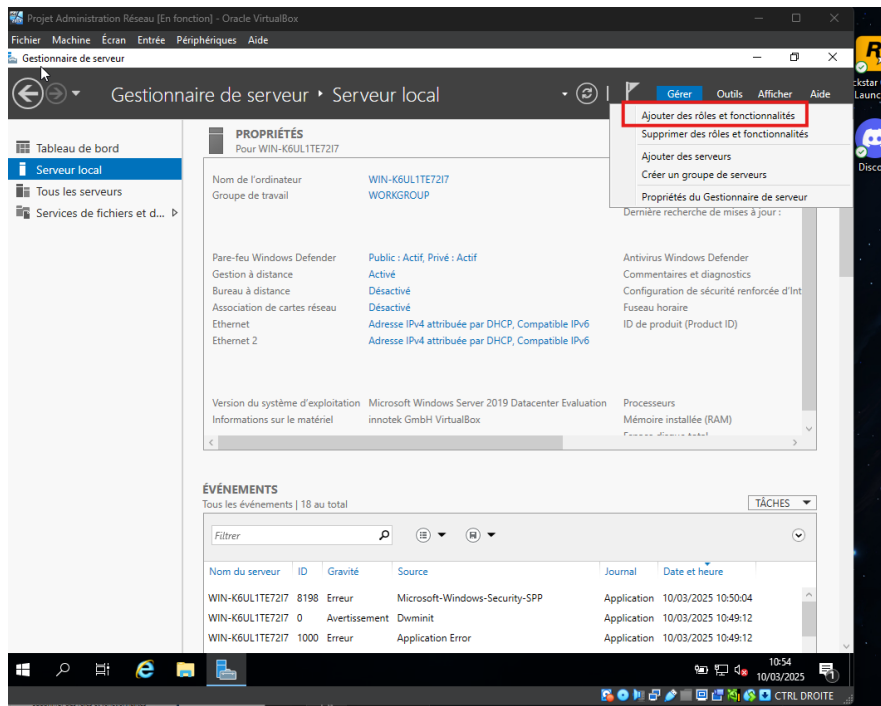 Projet Administration Réseau [En fonction] - Oracle VirtualBox
Fichier Machine Écran Entrée Périphériques Aide
Gestionnaire de serveur
Gestionnaire de serveur ‣ Serveur local
Gérer Outils Afficher Aide
Ajouter des rôles et fonctionnalités
Supprimer des rôles et fonctionnalités
Ajouter des serveurs
Créer un groupe de serveurs
Propriétés du Gestionnaire de serveur
Tableau de bord
Serveur local
Tous les serveurs
Services de fichiers et d...
PROPRIÉTÉS
Pour WIN-K6UL1TE72I7
Nom de l'ordinateur WIN-K6UL1TE72I7
Groupe de travail WORKGROUP
Dernière recherche de mises à jour :
Pare-feu Windows Defender Public : Actif, Privé : Actif Antivirus Windows Defender
Gestion à distance Activé Commentaires et diagnostics
Bureau à distance Désactivé Configuration de sécurité renforcée d'Int
Association de cartes réseau Désactivé Fuseau horaire
Ethernet Adresse IPv4 attribuée par DHCP, Compatible IPv6 ID de produit (Product ID)
Ethernet 2 Adresse IPv4 attribuée par DHCP, Compatible IPv6
Version du système d'exploitation Microsoft Windows Server 2019 Datacenter Evaluation Processeurs
Informations sur le matériel innotek GmbH VirtualBox Mémoire installée (RAM)
ÉVÉNEMENTS
Tous les événements | 18 au total
TÂCHES
Filtrer
Nom du serveur ID Gravité Source Journal Date et heure
WIN-K6UL1TE72I7 8198 Erreur Microsoft-Windows-Security-SPP Application 10/03/2025 10:50:04
WIN-K6UL1TE72I7 0 Avertissement Dwminit Application 10/03/2025 10:49:12
WIN-K6UL1TE72I7 1000 Erreur Application Error Application 10/03/2025 10:49:12
10:54
10/03/2025
1
CTRL DROITE
ckstar
Launc
Disco